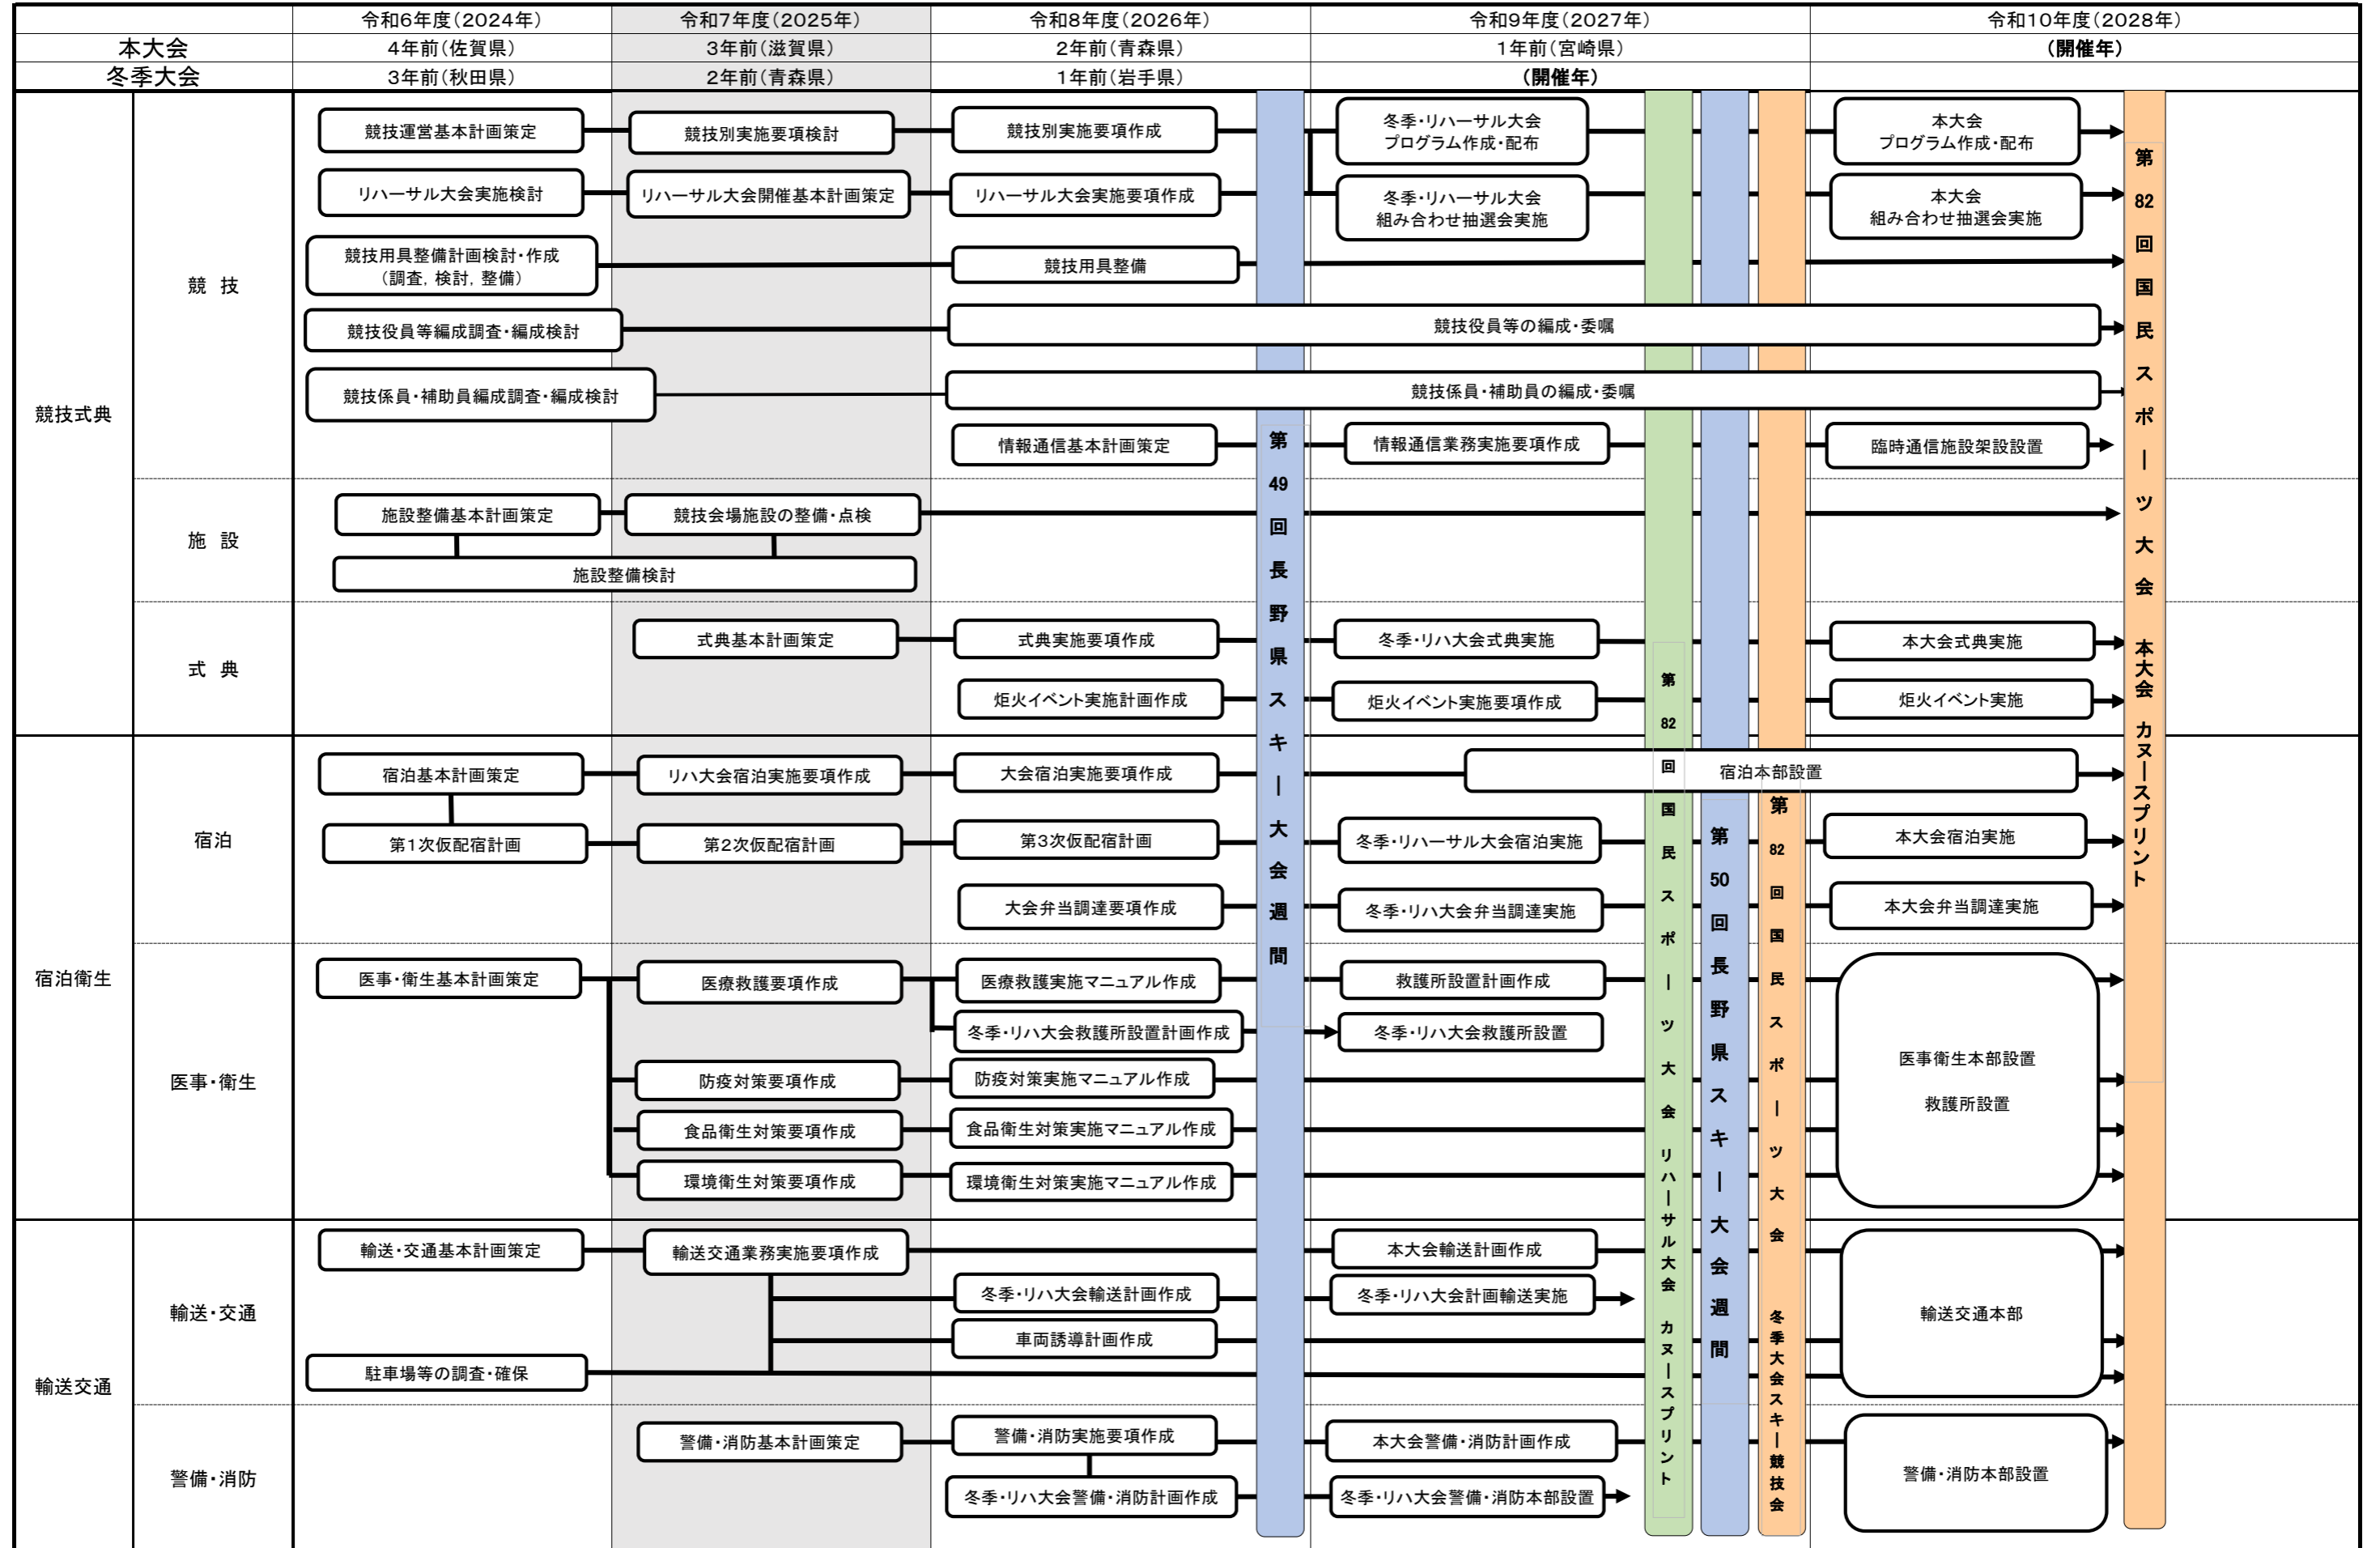 令和6年度(2024年)
令和7年度(2025年)
令和8年度(2026年)
令和9年度(2027年)
令和10年度(2028年)
本大会
4年前(佐賀県)
3年前(滋賀県)
2年前(青森県)
1年前(宮崎県)
(開催年)
冬季大会
3年前(秋田県)
2年前(青森県)
1年前(岩手県)
(開催年)
競技式典
競 技
競技運営基本計画策定
競技別実施要項検討
競技別実施要項作成
冬季・リハーサル大会
プログラム作成・配布
本大会
プログラム作成・配布
リハーサル大会実施検討
リハーサル大会開催基本計画策定
リハーサル大会実施要項作成
冬季・リハーサル大会
組み合わせ抽選会実施
本大会
組み合わせ抽選会実施
競技用具整備計画検討・作成
(調査, 検討, 整備)
競技用具整備
競技役員等編成調査・編成検討
競技役員等の編成・委嘱
競技係員・補助員編成調査・編成検討
競技係員・補助員の編成・委嘱
情報通信基本計画策定
情報通信業務実施要項作成
臨時通信施設架設設置
施 設
施設整備基本計画策定
競技会場施設の整備・点検
施設整備検討
式 典
式典基本計画策定
式典実施要項作成
冬季・リハ大会式典実施
本大会式典実施
炬火イベント実施計画作成
炬火イベント実施要項作成
炬火イベント実施
宿泊衛生
宿泊
宿泊基本計画策定
リハ大会宿泊実施要項作成
大会宿泊実施要項作成
宿泊本部設置
第1次仮配宿計画
第2次仮配宿計画
第3次仮配宿計画
冬季・リハーサル大会宿泊実施
本大会宿泊実施
大会弁当調達要項作成
冬季・リハ大会弁当調達実施
本大会弁当調達実施
医事・衛生
医事・衛生基本計画策定
医療救護要項作成
医療救護実施マニュアル作成
救護所設置計画作成
冬季・リハ大会救護所設置計画作成
冬季・リハ大会救護所設置
防疫対策要項作成
防疫対策実施マニュアル作成
食品衛生対策要項作成
食品衛生対策実施マニュアル作成
環境衛生対策要項作成
環境衛生対策実施マニュアル作成
医事衛生本部設置
救護所設置
輸送交通
輸送・交通
輸送・交通基本計画策定
輸送交通業務実施要項作成
本大会輸送計画作成
冬季・リハ大会輸送計画作成
冬季・リハ大会計画輸送実施
車両誘導計画作成
駐車場等の調査・確保
輸送交通本部
警備・消防
警備・消防基本計画策定
警備・消防実施要項作成
本大会警備・消防計画作成
冬季・リハ大会警備・消防計画作成
冬季・リハ大会警備・消防本部設置
警備・消防本部設置
第49回長野県スキー大会週間
第82回国民スポーツ大会 リハーサル大会 カヌースプリント
第50回長野県スキー大会週間
第82回国民スポーツ大会 冬季大会スキー競技会
第82回国民スポーツ大会 本大会 カヌースプリント